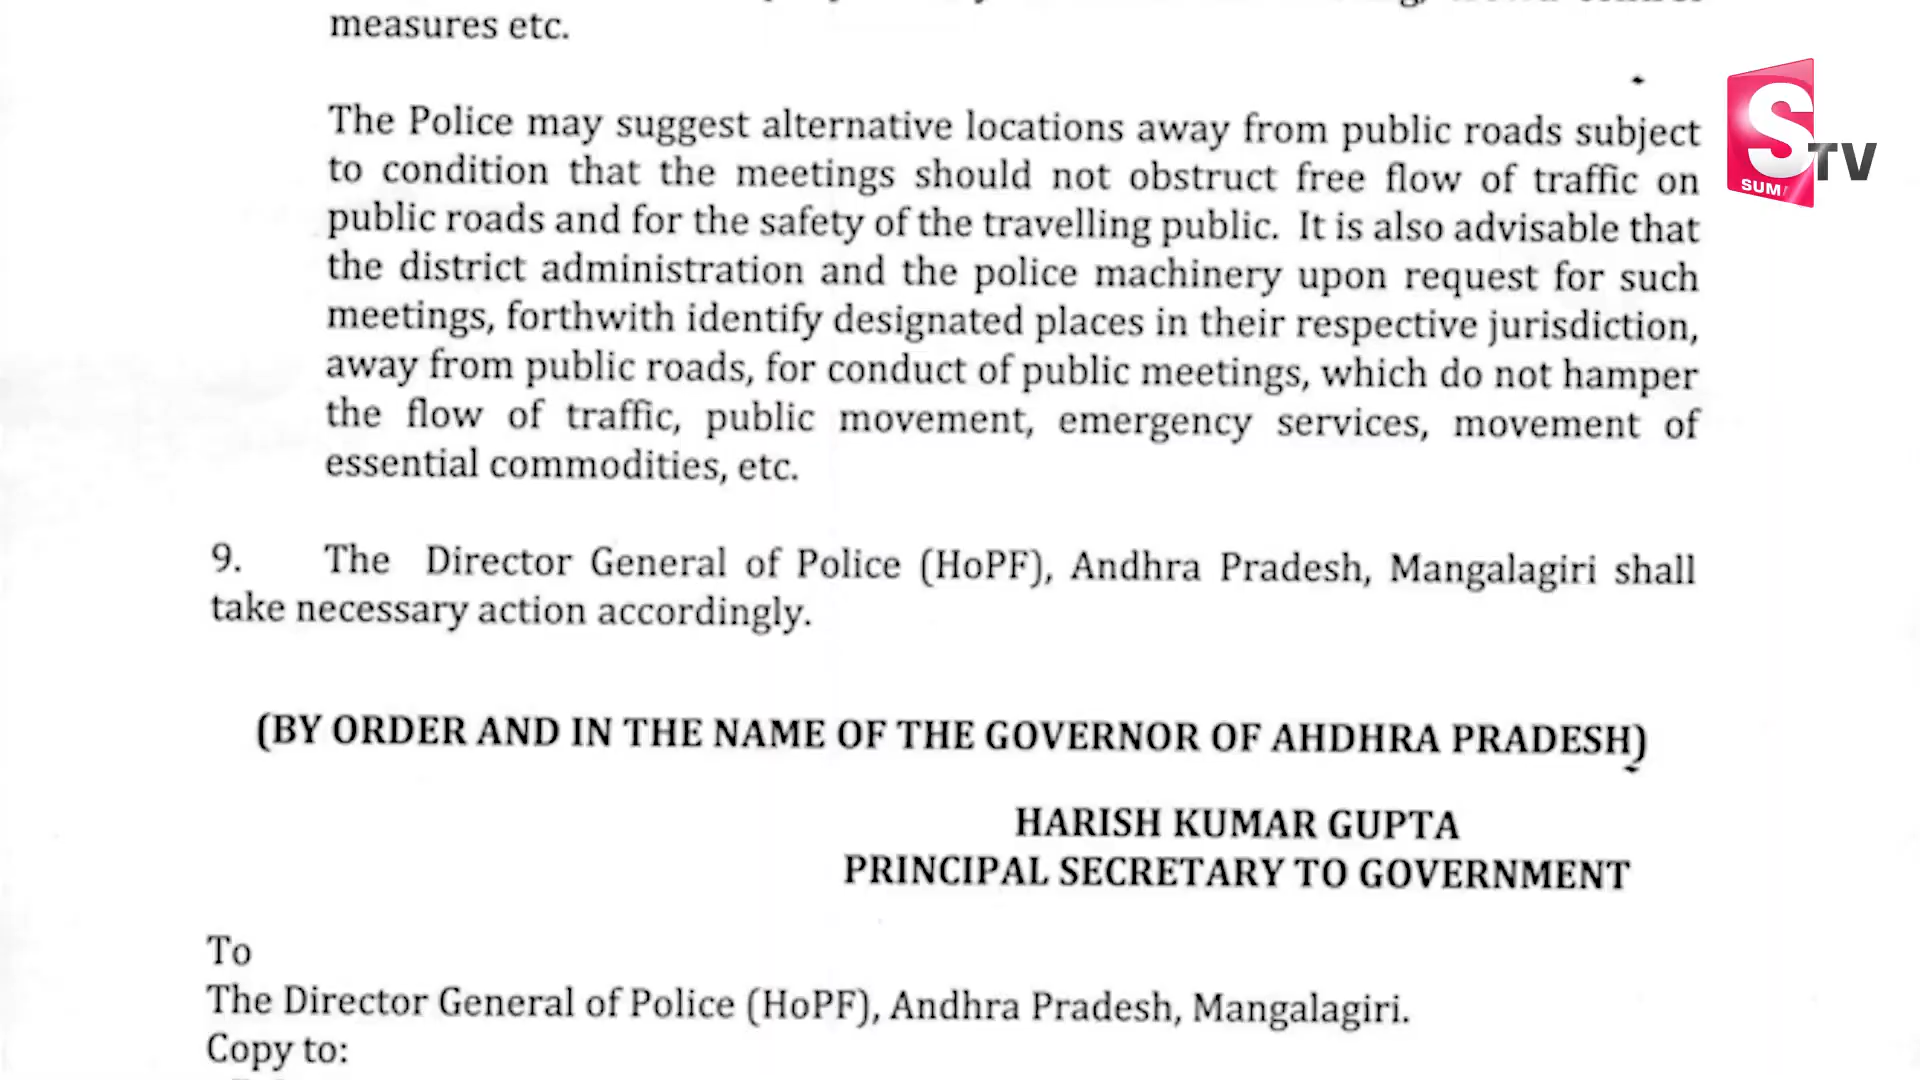 measures etc.
The Police may suggest alternative locations away from public roads subject
to condition that the meetings should not obstruct free flow of traffic on
public roads and for the safety of the travelling public. It is also advisable that
the district administration and the police machinery upon request for such
meetings, forthwith identify designated places in their respective jurisdiction,
away from public roads, for conduct of public meetings, which do not hamper
the flow of traffic, public movement, emergency services, movement of
essential commodities, etc.
9. The Director General of Police (HoPF), Andhra Pradesh, Mangalagiri shall
take necessary action accordingly.
(BY ORDER AND IN THE NAME OF THE GOVERNOR OF AHDHRA PRADESH)
HARISH KUMAR GUPTA
PRINCIPAL SECRETARY TO GOVERNMENT
To
The Director General of Police (HoPF), Andhra Pradesh, Mangalagiri.
Copy to:
S TV
SUM